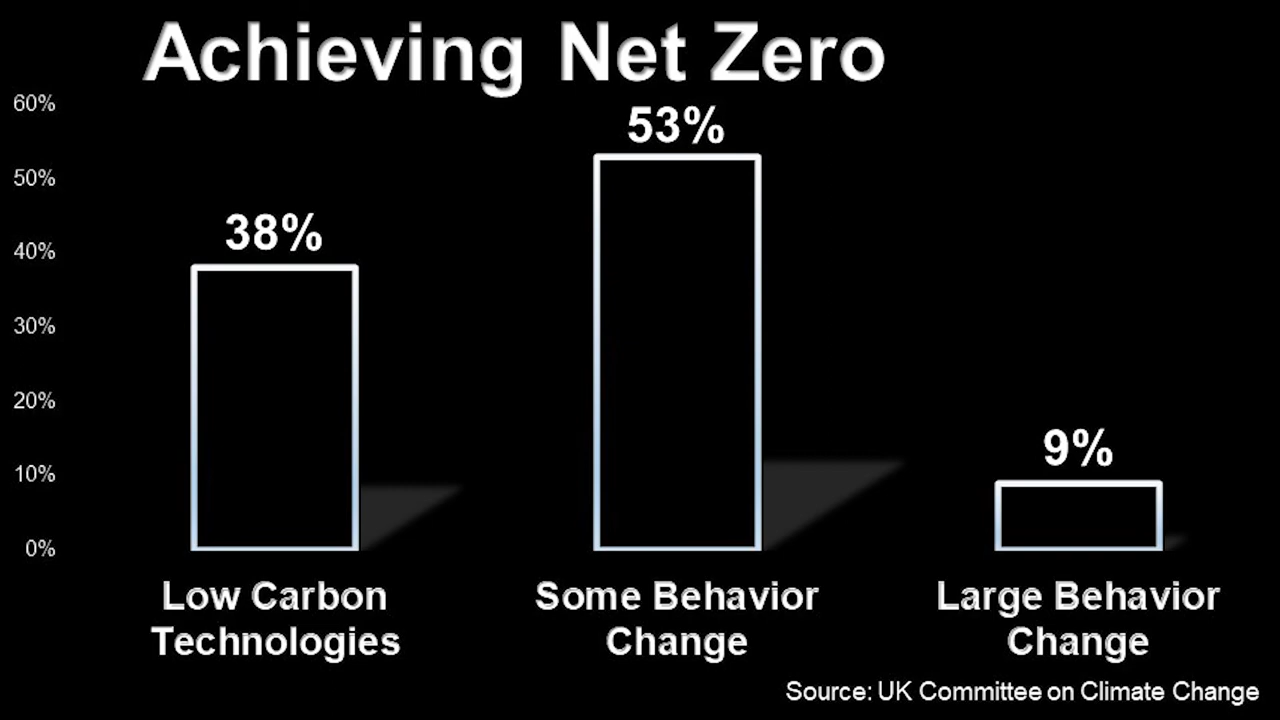 Achieving Net Zero
60%
50%
40%
30%
20%
10%
0%
38%
53%
9%
Low Carbon
Technologies
Some Behavior
Change
Large Behavior
Change
Source: UK Committee on Climate Change